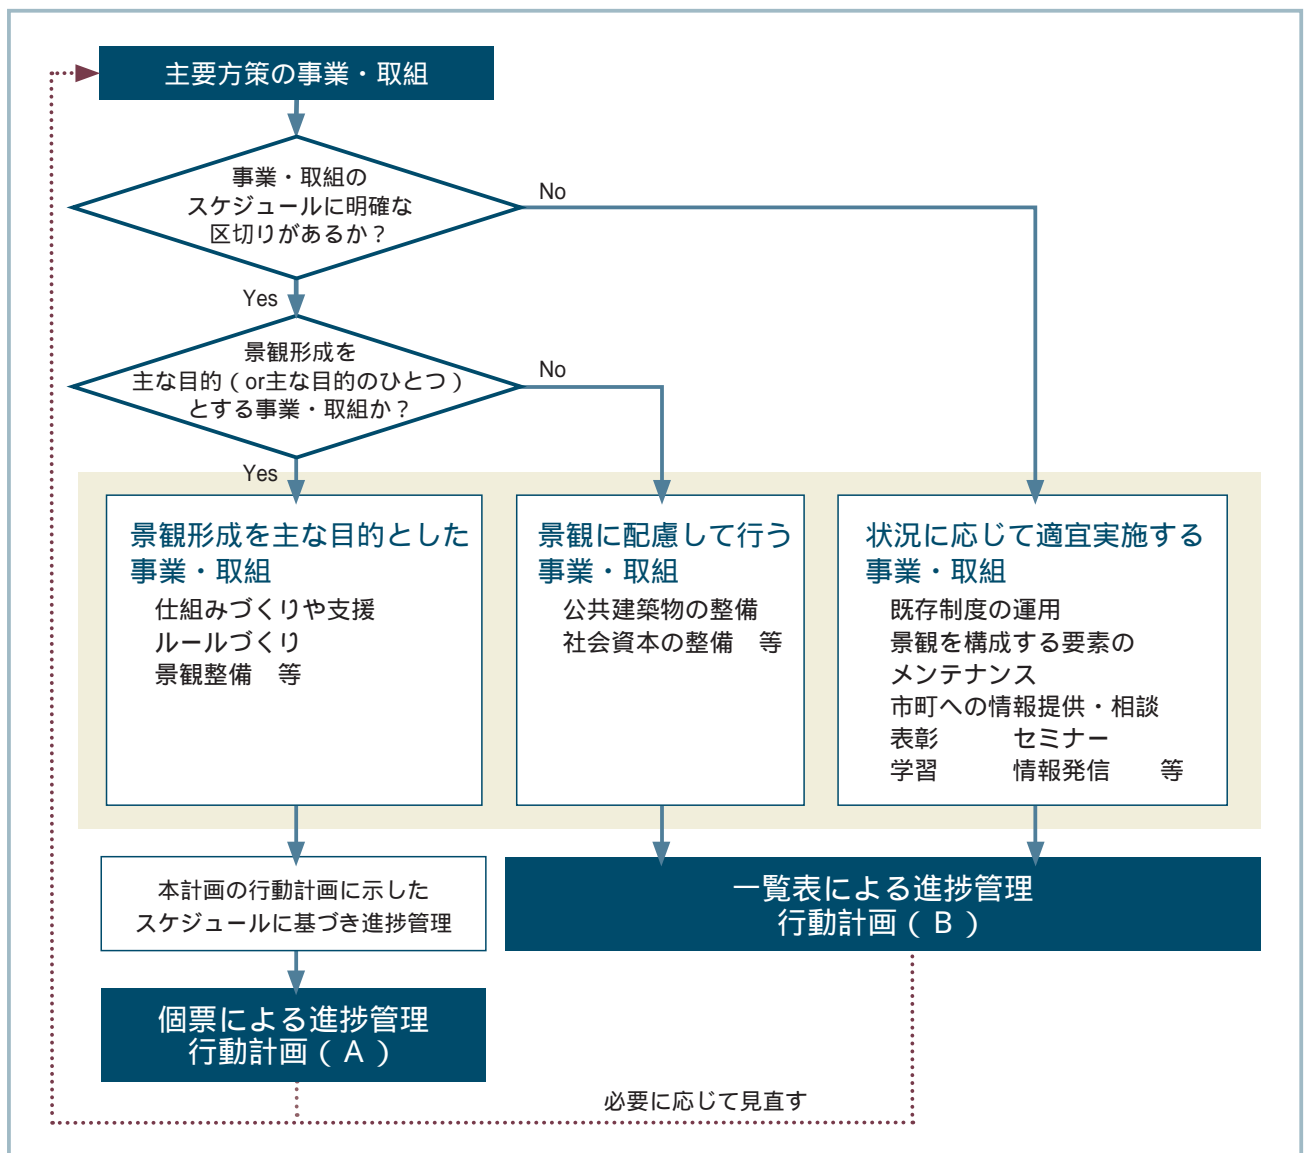 主要方策の事業・取組
事業・取組の
スケジュールに明確な
区切りがあるか？
No
Yes
景観形成を
主な目的（or主な目的のひとつ）
とする事業・取組か？
No
Yes
景観形成を主な目的とした
事業・取組
仕組みづくりや支援
ルールづくり
景観整備　等
景観に配慮して行う
事業・取組
公共建築物の整備
社会資本の整備　等
状況に応じて適宜実施する
事業・取組
既存制度の運用
景観を構成する要素の
メンテナンス
市町への情報提供・相談
表彰　　　セミナー
学習　　　情報発信　　等
本計画の行動計画に示した
スケジュールに基づき進捗管理
一覧表による進捗管理
行動計画（Ｂ）
個票による進捗管理
行動計画（Ａ）
必要に応じて見直す